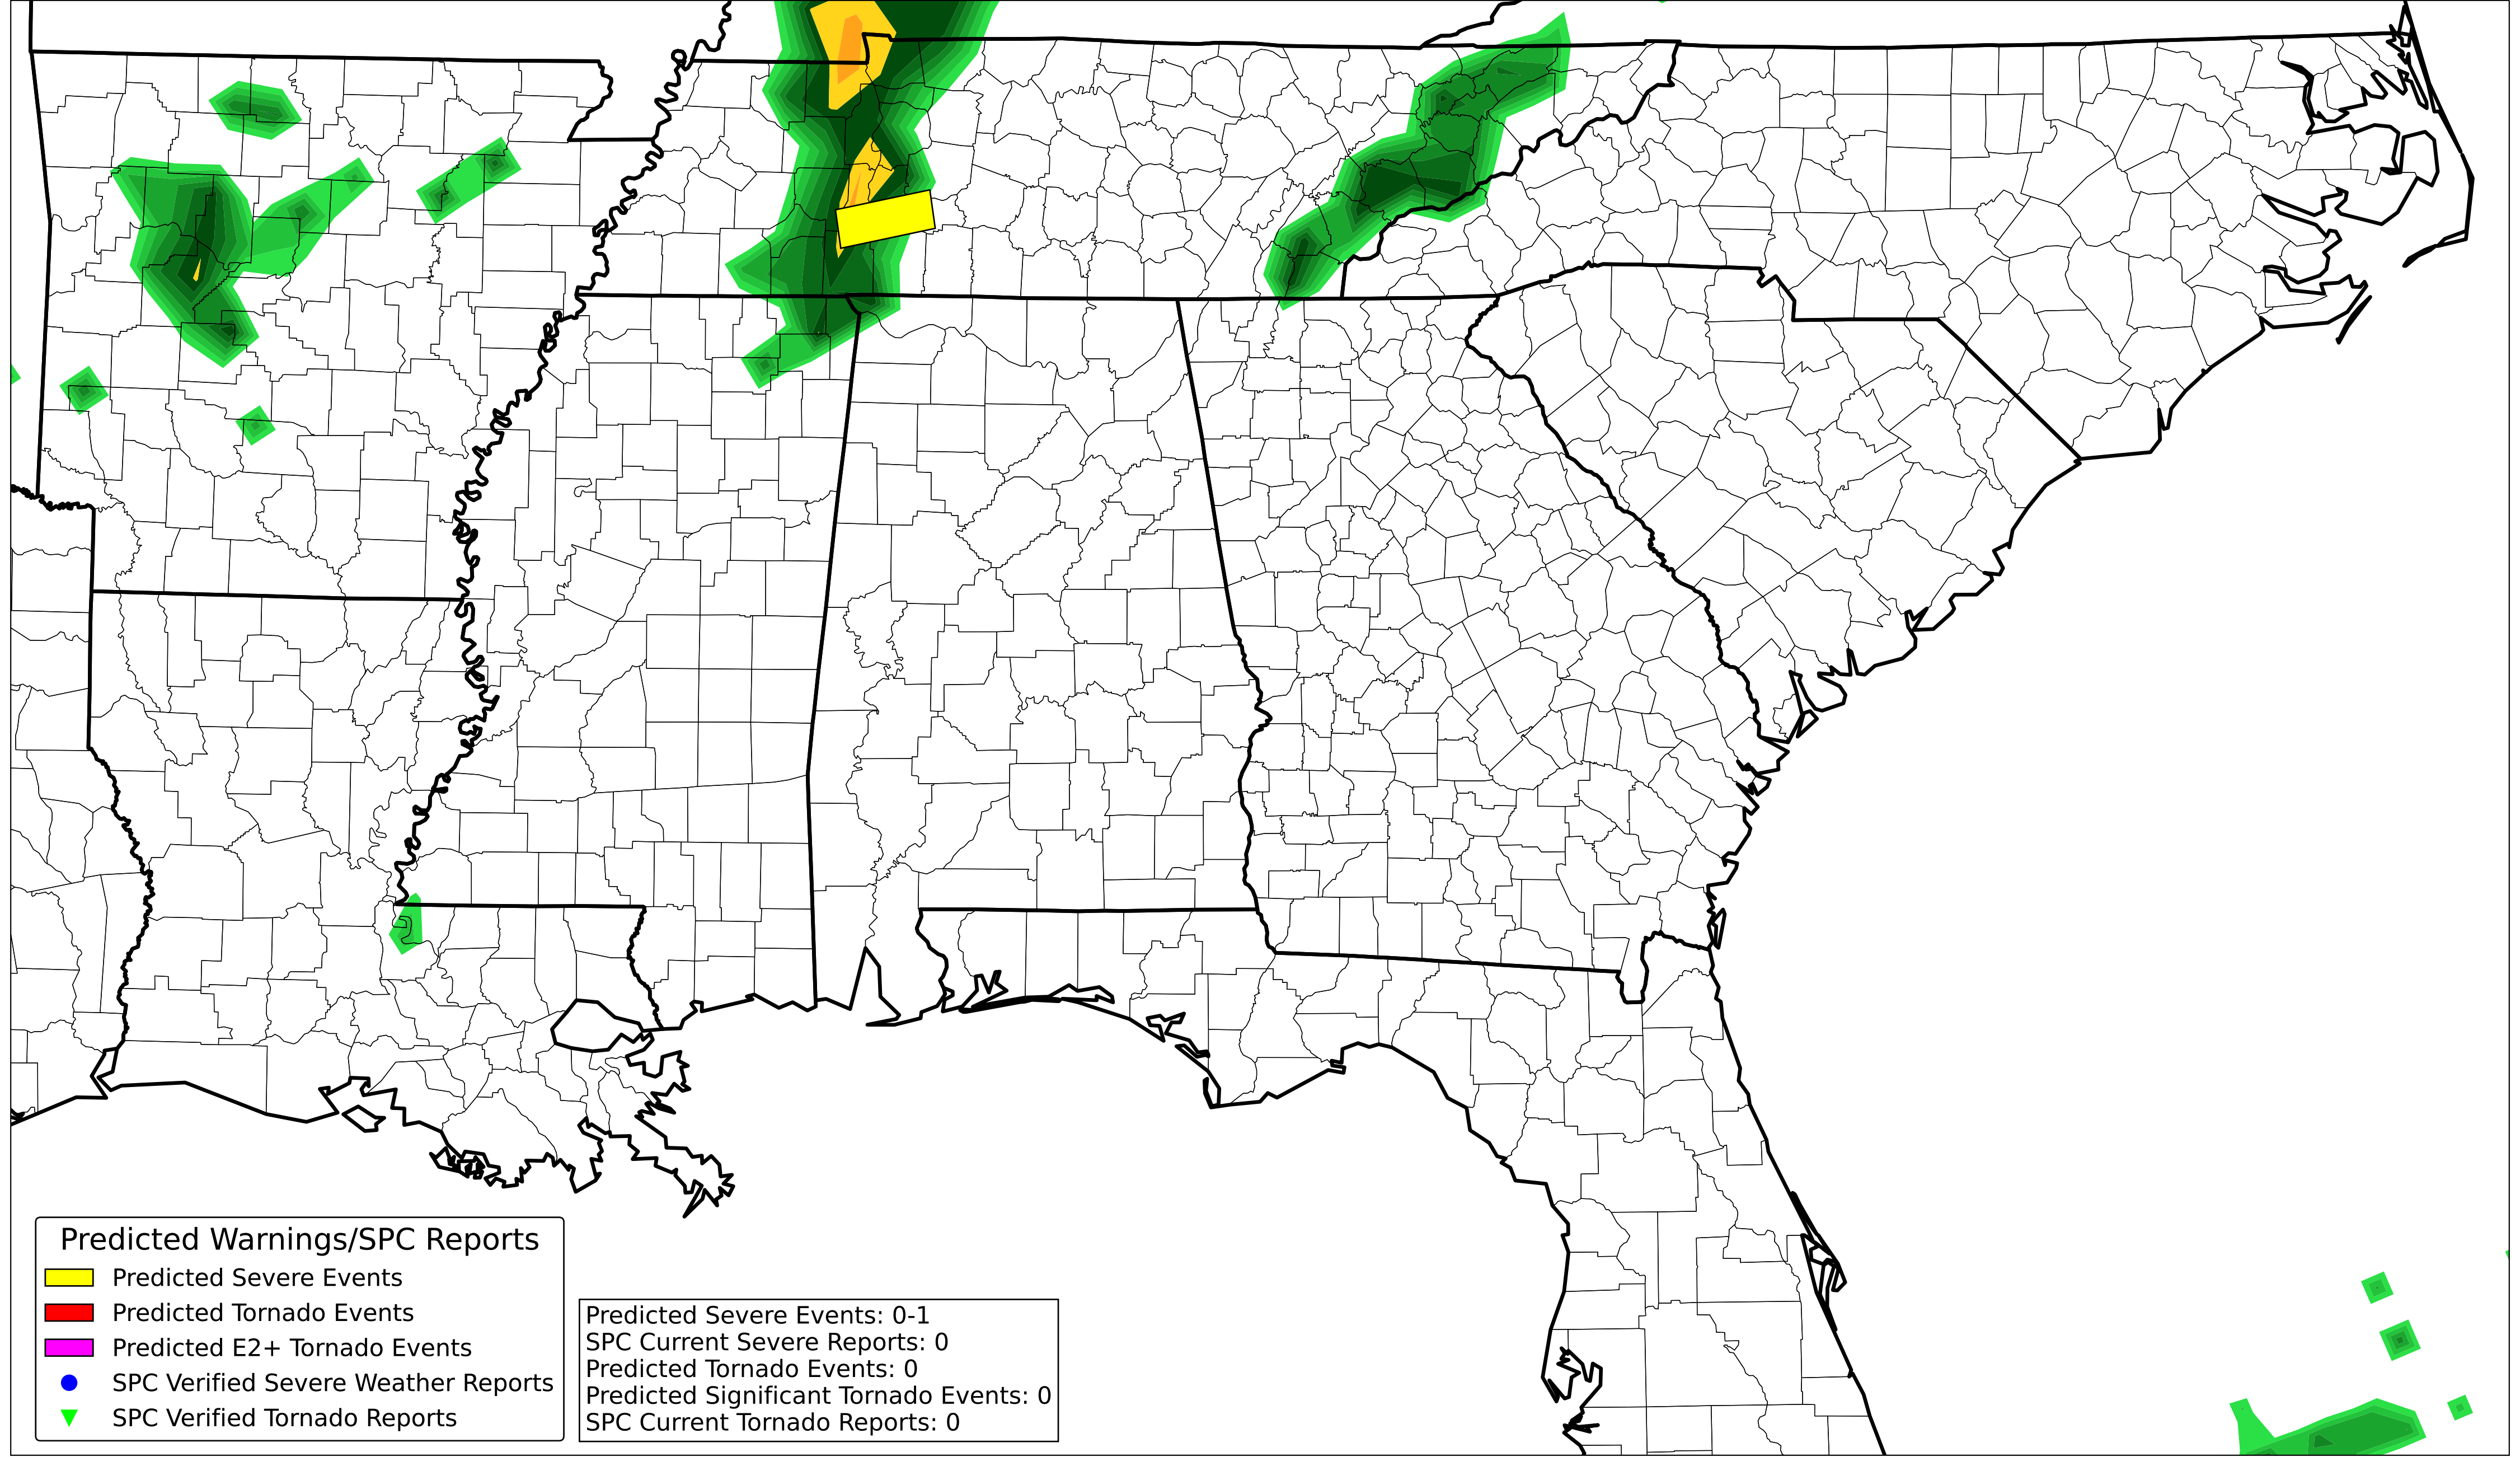 Predicted Warnings/SPC Reports
Predicted Severe Events
Predicted Tornado Events
Predicted E2+ Tornado Events
SPC Verified Severe Weather Reports
SPC Verified Tornado Reports
Predicted Severe Events: 0-1
SPC Current Severe Reports: 0
Predicted Tornado Events: 0
Predicted Significant Tornado Events: 0
SPC Current Tornado Reports: 0